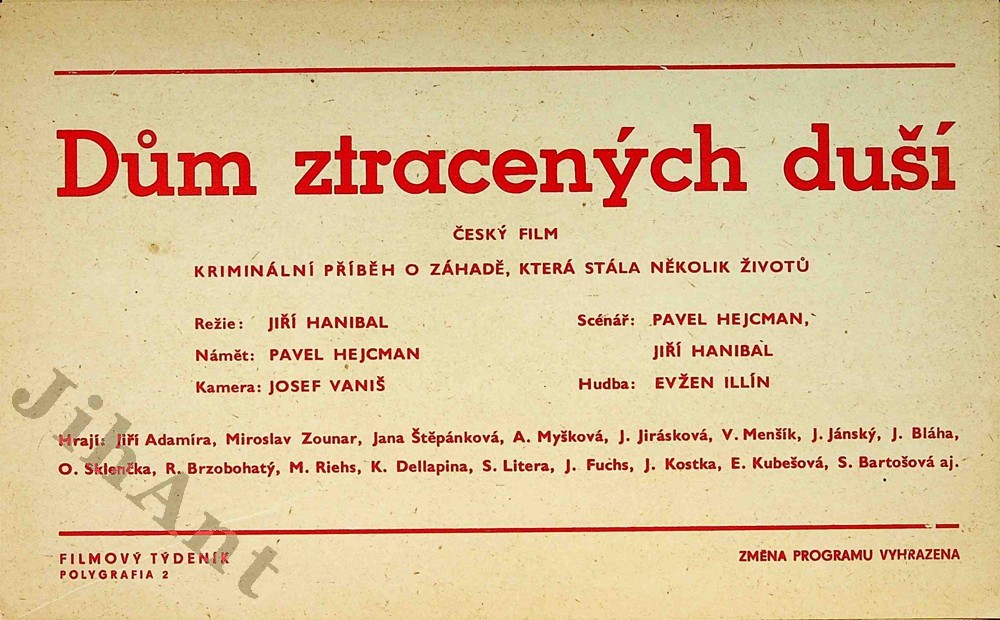 Dům ztracených duší
ČESKÝ FILM
KRIMINÁLNÍ PŘÍBĚH O ZÁHADĚ, KTERÁ STÁLA NĚKOLIK ŽIVOTŮ
Režie: JIŘÍ HANIBAL
Námět: PAVEL HEJCMAN
Kamera: JOSEF VANIŠ
Scénář: PAVEL HEJCMAN,
JIŘÍ HANIBAL
Hudba: EVŽEN ILLÍN
Hrají: Jiří Adamíra, Miroslav Zounar, Jana Štěpánková, A. Myšková, J. Jirásková, V. Menšík, J. Jánský, J. Bláha,
O. Sklenčka, R. Brzobohatý, M. Riehs, K. Dellapina, S. Litera, J. Fuchs, J. Kostka, E. Kubešová, S. Bartošová aj.
FILMOVÝ TÝDENÍK
POLYGRAFIA 2
ZMĚNA PROGRAMU VYHRAZENA
JihAnt